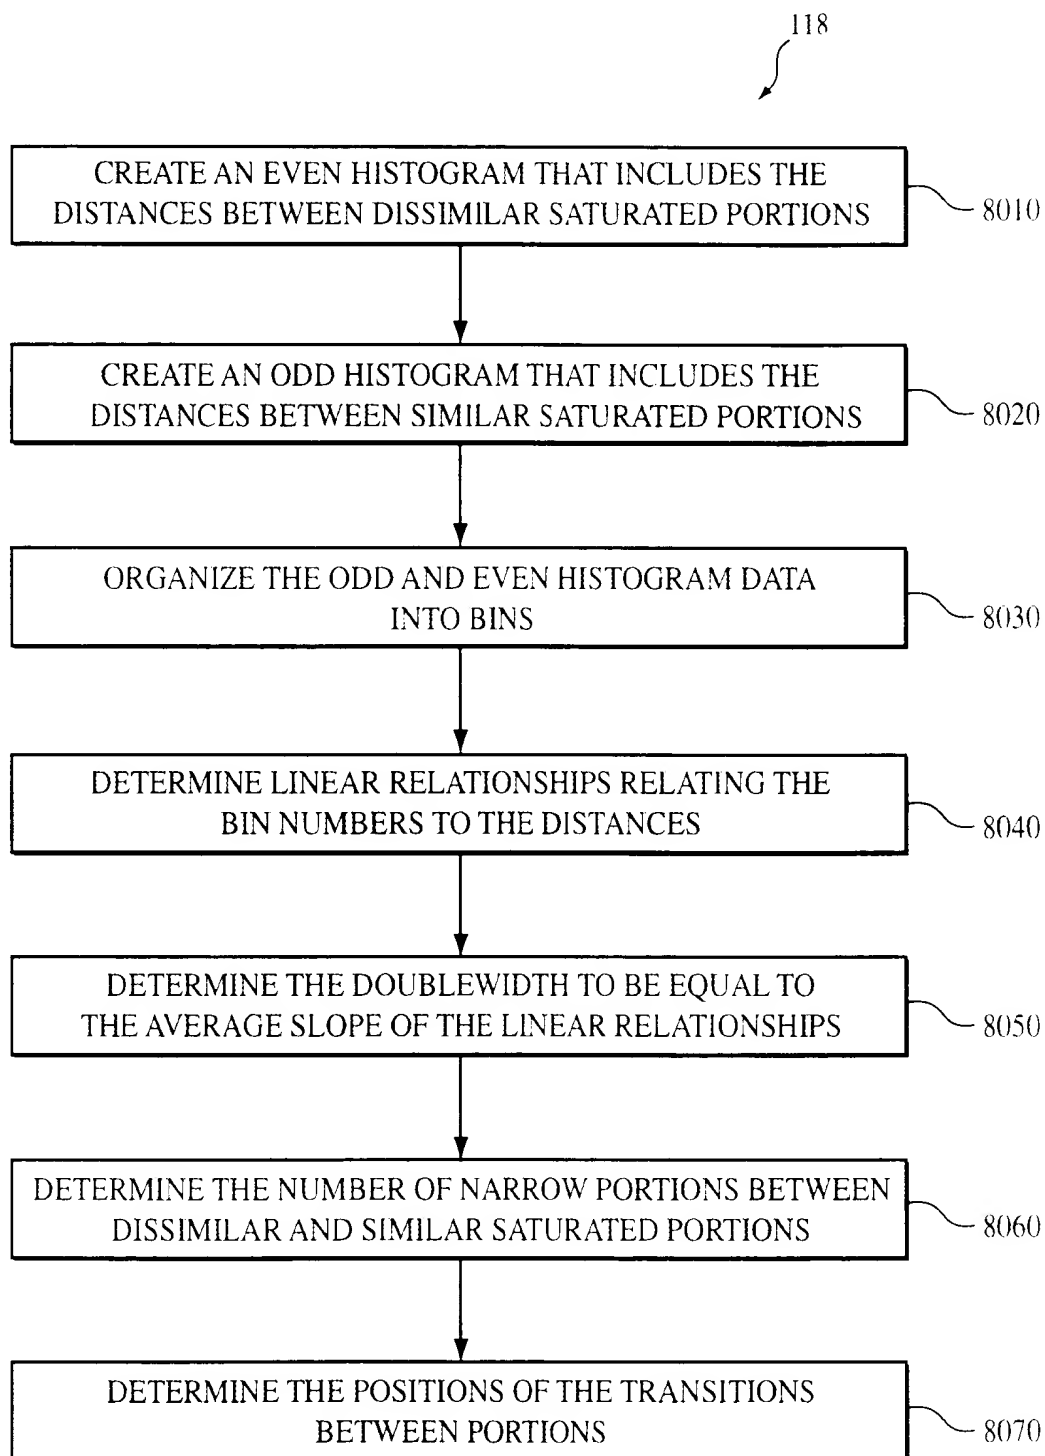 118
CREATE AN EVEN HISTOGRAM THAT INCLUDES THE
DISTANCES BETWEEN DISSIMILAR SATURATED PORTIONS
8010
CREATE AN ODD HISTOGRAM THAT INCLUDES THE
DISTANCES BETWEEN SIMILAR SATURATED PORTIONS
8020
ORGANIZE THE ODD AND EVEN HISTOGRAM DATA
INTO BINS
8030
DETERMINE LINEAR RELATIONSHIPS RELATING THE
BIN NUMBERS TO THE DISTANCES
8040
DETERMINE THE DOUBLEWIDTH TO BE EQUAL TO
THE AVERAGE SLOPE OF THE LINEAR RELATIONSHIPS
8050
DETERMINE THE NUMBER OF NARROW PORTIONS BETWEEN
DISSIMILAR AND SIMILAR SATURATED PORTIONS
8060
DETERMINE THE POSITIONS OF THE TRANSITIONS
BETWEEN PORTIONS
8070